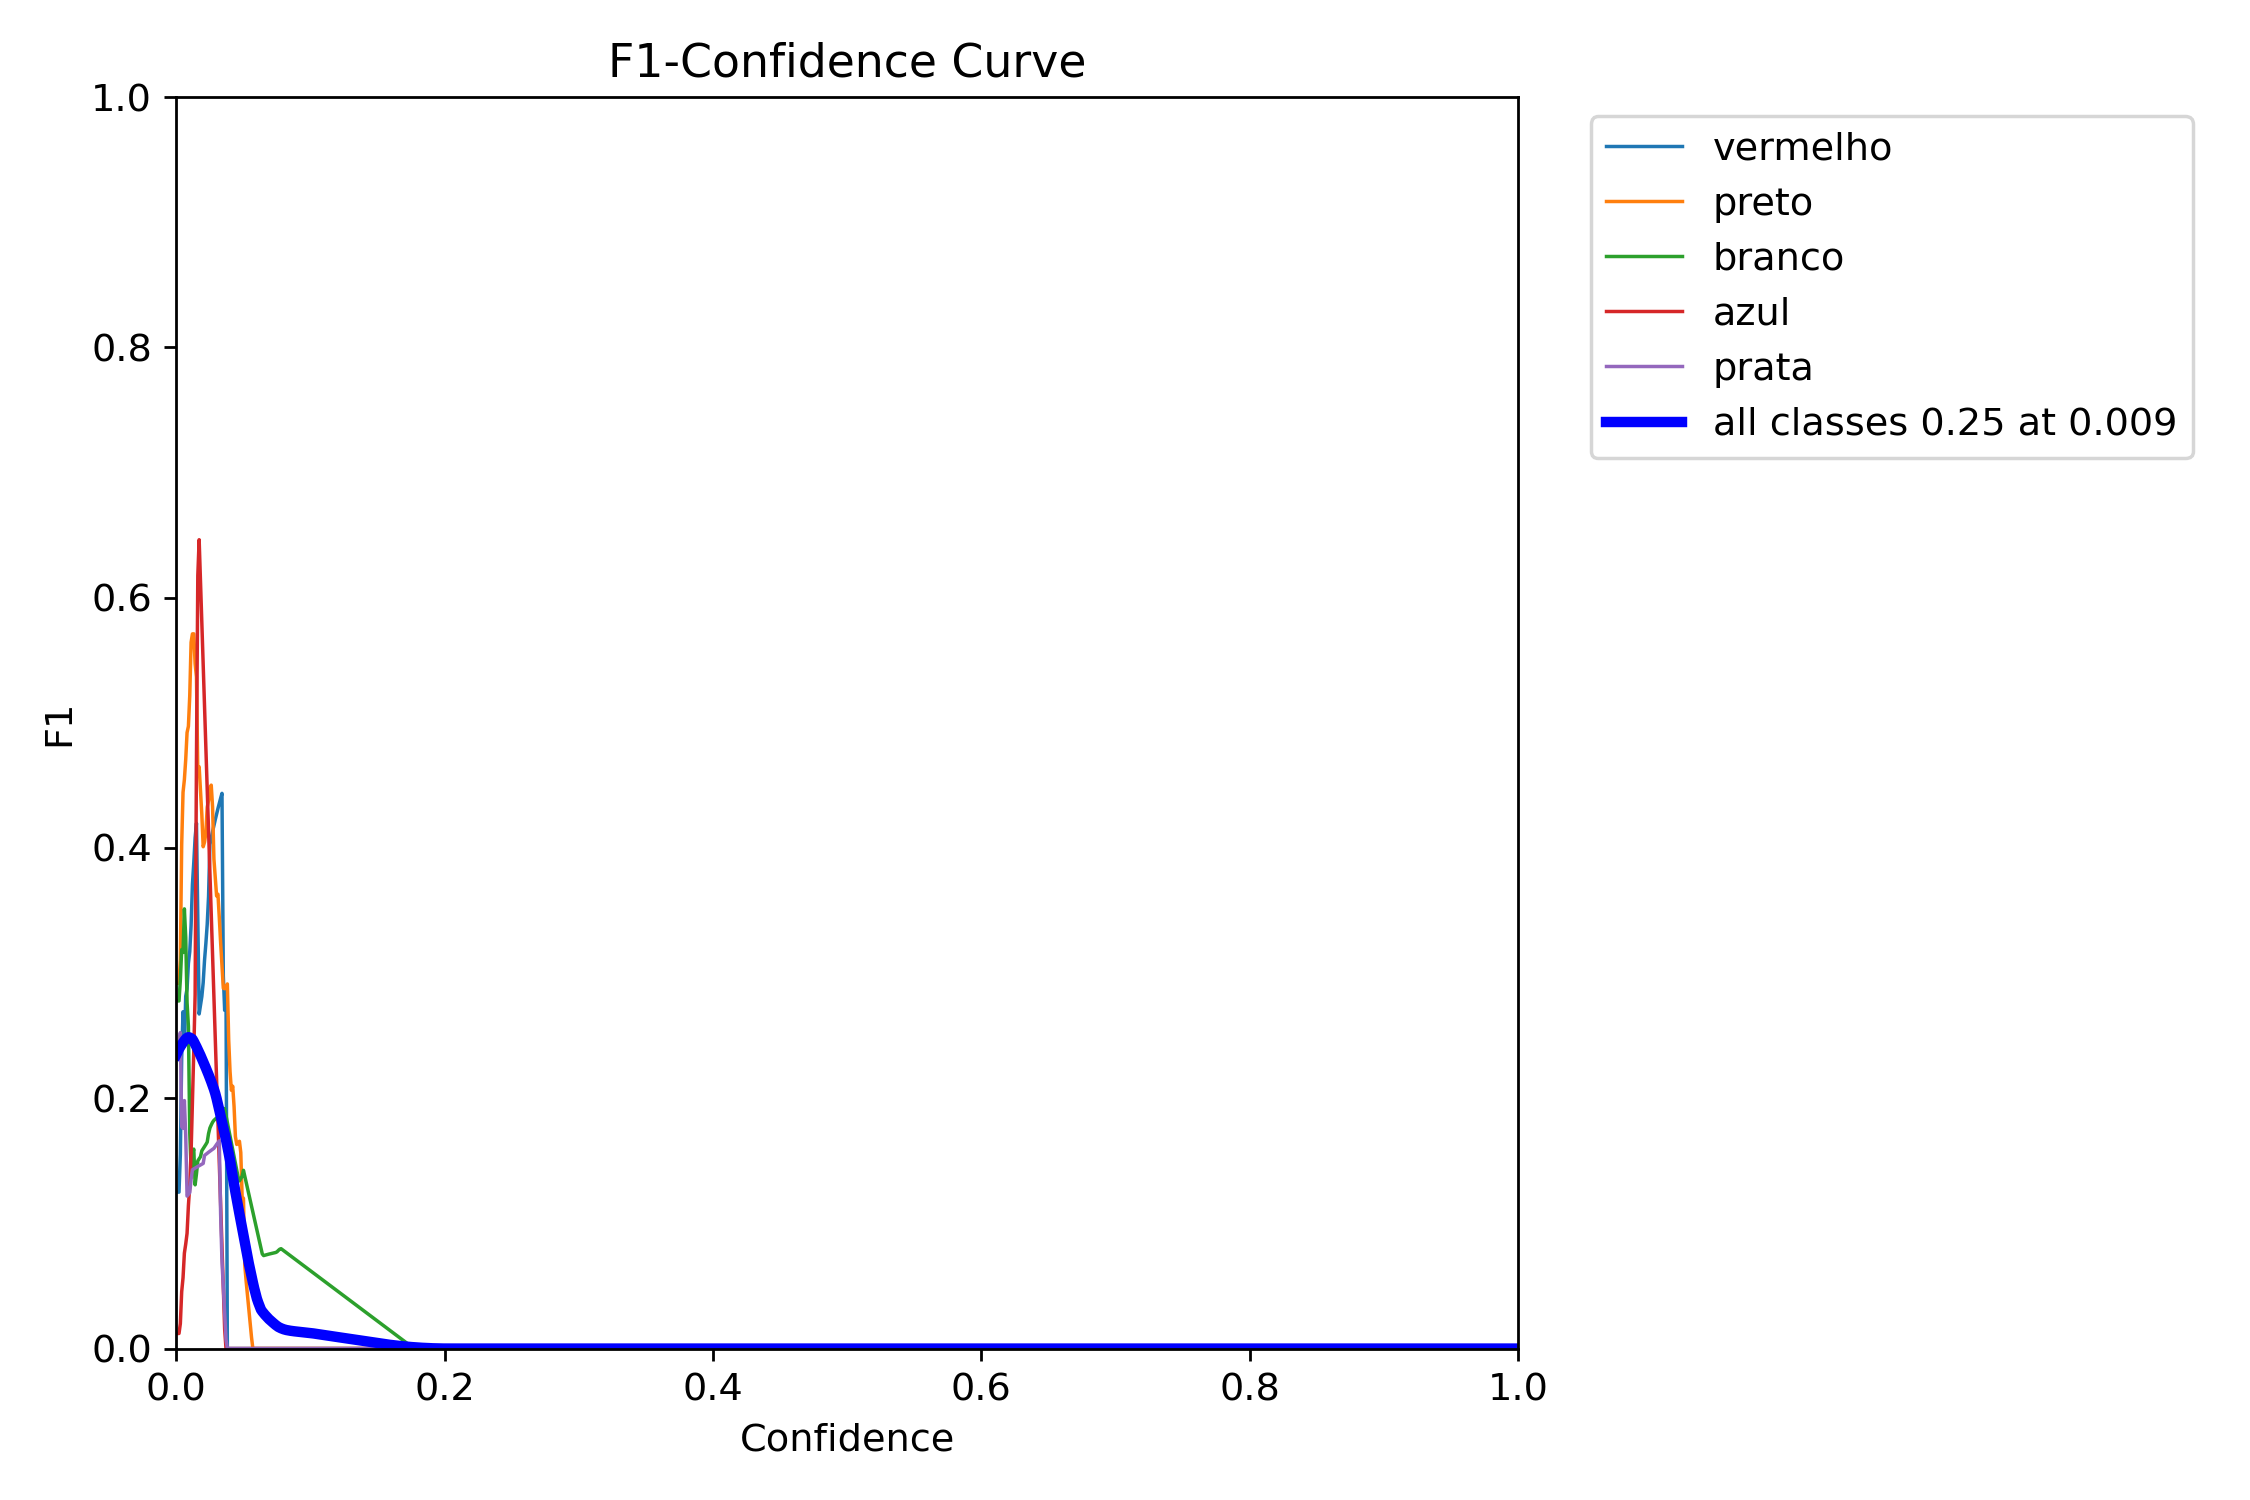 F1-Confidence Curve
1.0
0.8
0.6
0.4
0.2
0.0
F1
0.0 0.2 0.4 0.6 0.8 1.0
Confidence
vermelho
preto
branco
azul
prata
all classes 0.25 at 0.009